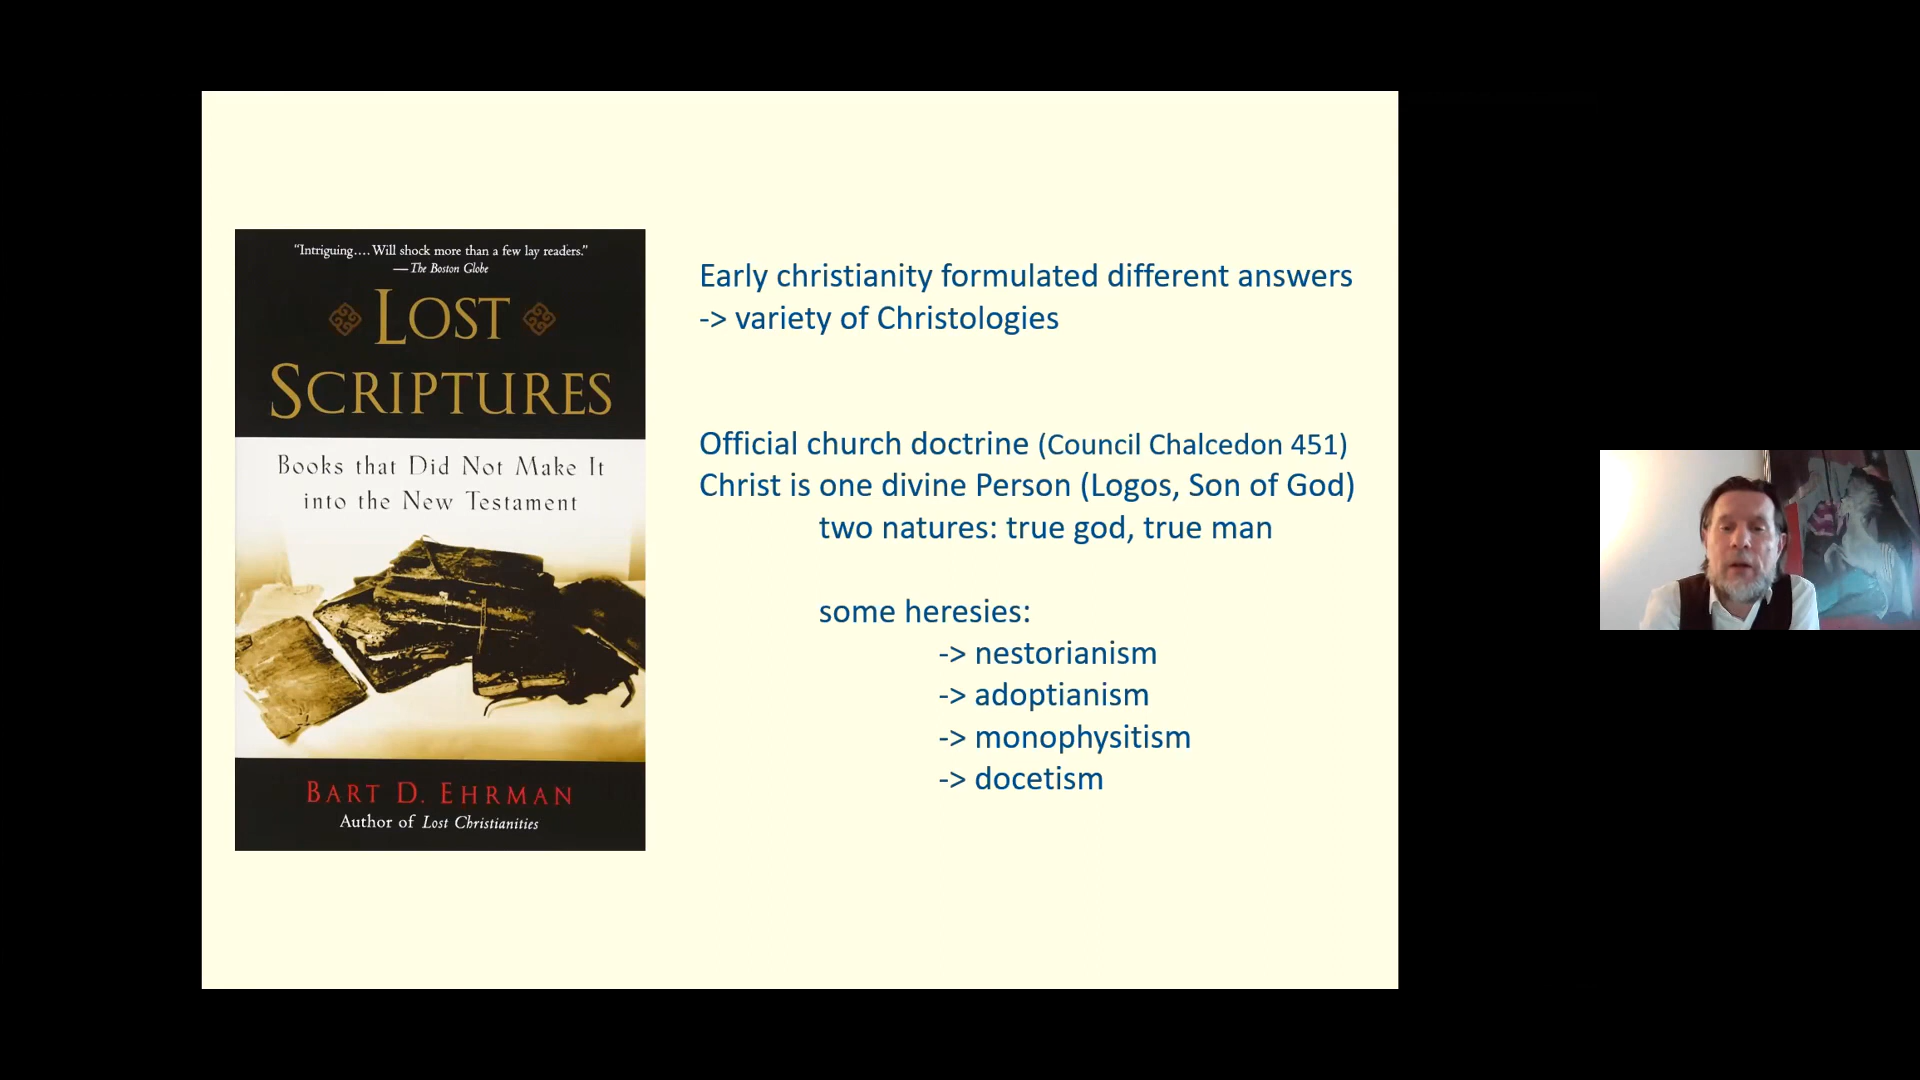 “Intriguing.... Will shock more than a few lay readers.”
—The Boston Globe
LOST
SCRIPTURES
Books that Did Not Make It
into the New Testament
BART D. EHRMAN
Author of Lost Christianities
Early christianity formulated different answers
-> variety of Christologies
Official church doctrine (Council Chalcedon 451)
Christ is one divine Person (Logos, Son of God)
two natures: true god, true man
some heresies:
-> nestorianism
-> adoptianism
-> monophysitism
-> docetism